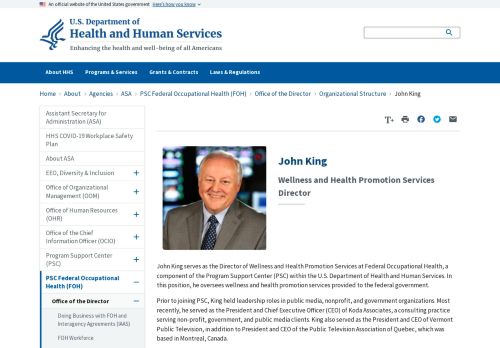 An official website of the United States government Here's how you know
U.S. Department of
Health and Human Services
Enhancing the health and well-being of all Americans
About HHS Programs & Services Grants & Contracts Laws & Regulations
Home › About › Agencies › ASA › PSC Federal Occupational Health (FOH) › Office of the Director › Organizational Structure › John King
Assistant Secretary for
Administration (ASA)
HHS COVID-19 Workplace Safety
Plan
About ASA
EEO, Diversity & Inclusion +
Office of Organizational
Management (OOM) +
Office of Human Resources
(OHR) +
Office of the Chief
Information Officer (OCIO) +
Program Support Center
(PSC) +
PSC Federal Occupational
Health (FOH) −
Office of the Director −
Doing Business with FOH and
Interagency Agreements (IAAS)
FOH Workforce
T+
John King
Wellness and Health Promotion Services
Director
John King serves as the Director of Wellness and Health Promotion Services at Federal Occupational Health, a
component of the Program Support Center (PSC) within the U.S. Department of Health and Human Services. In
this position, he oversees wellness and health promotion services provided to the federal government.
Prior to joining PSC, King held leadership roles in public media, nonprofit, and government organizations. Most
recently, he served as the President and Chief Executive Officer (CEO) of Koda Associates, a consulting practice
serving non-profit, government, and public media clients. King also served as the President and CEO of Vermont
Public Television, in addition to President and CEO of the Public Television Association of Quebec, which was
based in Montreal, Canada.